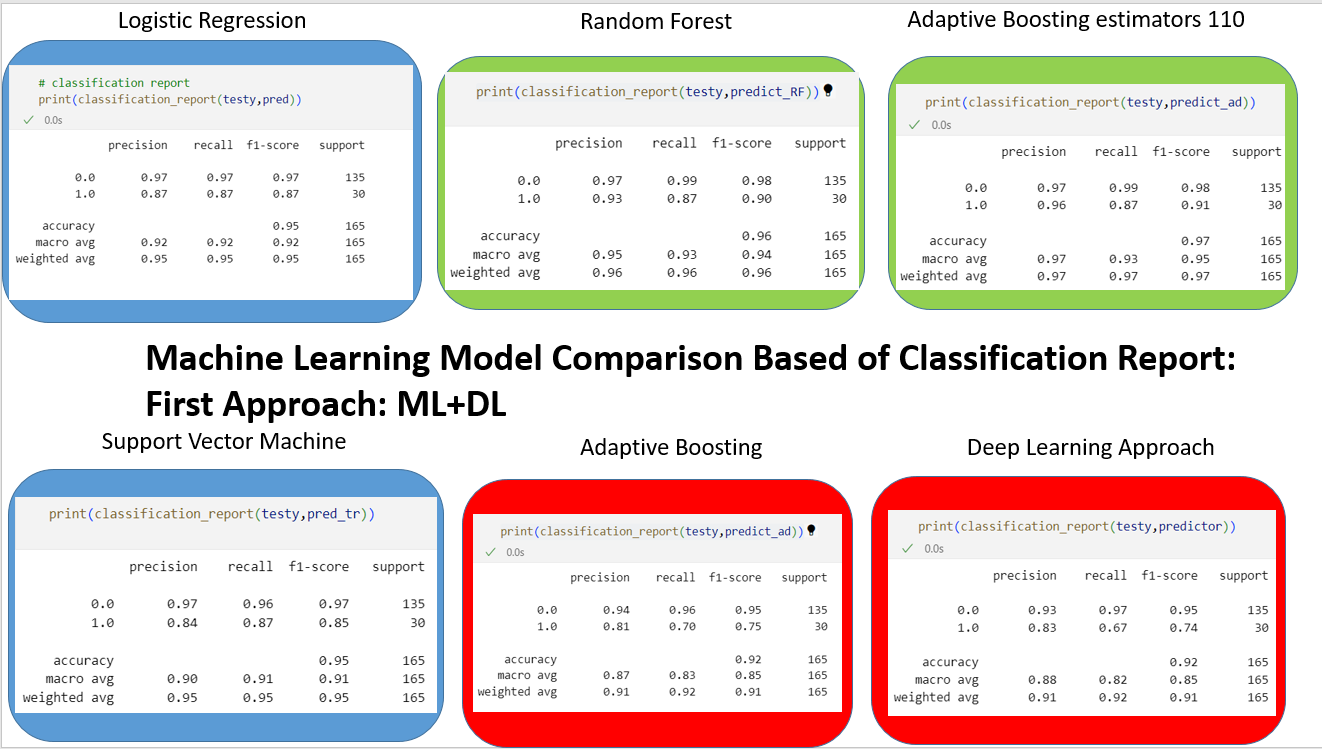 Logistic Regression
# classification report
print(classification_report(testy,pred))
0.0s
precision recall f1-score support
0.0 0.97 0.97 0.97 135
1.0 0.87 0.87 0.87 30
accuracy 0.95 165
macro avg 0.92 0.92 0.92 165
weighted avg 0.95 0.95 0.95 165
Random Forest
print(classification_report(testy,predict_RF))
precision recall f1-score support
0.0 0.97 0.99 0.98 135
1.0 0.93 0.87 0.90 30
accuracy 0.96 165
macro avg 0.95 0.93 0.94 165
weighted avg 0.96 0.96 0.96 165
Adaptive Boosting estimators 110
print(classification_report(testy,predict_ad))
0.0s
precision recall f1-score support
0.0 0.97 0.99 0.98 135
1.0 0.96 0.87 0.91 30
accuracy 0.97 165
macro avg 0.97 0.93 0.95 165
weighted avg 0.97 0.97 0.97 165
Machine Learning Model Comparison Based of Classification Report:
First Approach: ML+DL
Support Vector Machine
print(classification_report(testy,pred_tr))
precision recall f1-score support
0.0 0.97 0.96 0.97 135
1.0 0.84 0.87 0.85 30
accuracy 0.95 165
macro avg 0.90 0.91 0.91 165
weighted avg 0.95 0.95 0.95 165
Adaptive Boosting
print(classification_report(testy,predict_ad))
0.0s
precision recall f1-score support
0.0 0.94 0.96 0.95 135
1.0 0.81 0.70 0.75 30
accuracy 0.92 165
macro avg 0.87 0.83 0.85 165
weighted avg 0.91 0.92 0.91 165
Deep Learning Approach
print(classification_report(testy,predictor))
0.0s
precision recall f1-score support
0.0 0.93 0.97 0.95 135
1.0 0.83 0.67 0.74 30
accuracy 0.92 165
macro avg 0.88 0.82 0.85 165
weighted avg 0.91 0.92 0.91 165